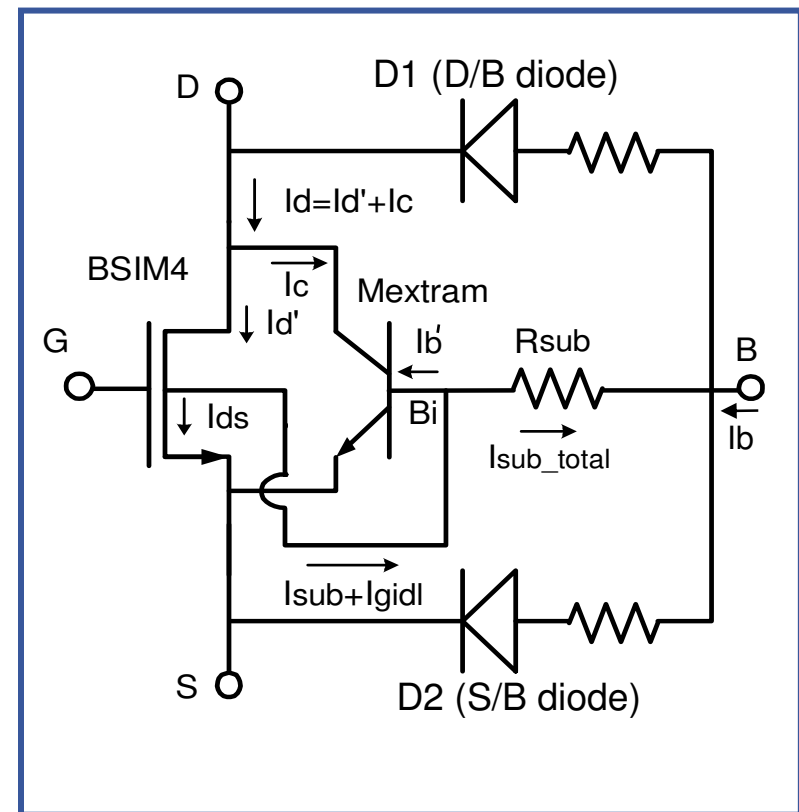 D1 (D/B diode)
D
Id=Id'+Ic
BSIM4
Ic
Mextram
Id'
G
Ib'
Rsub
B
Ids
Bi
Ib
Isub_total
Isub+Igidl
S
D2 (S/B diode)